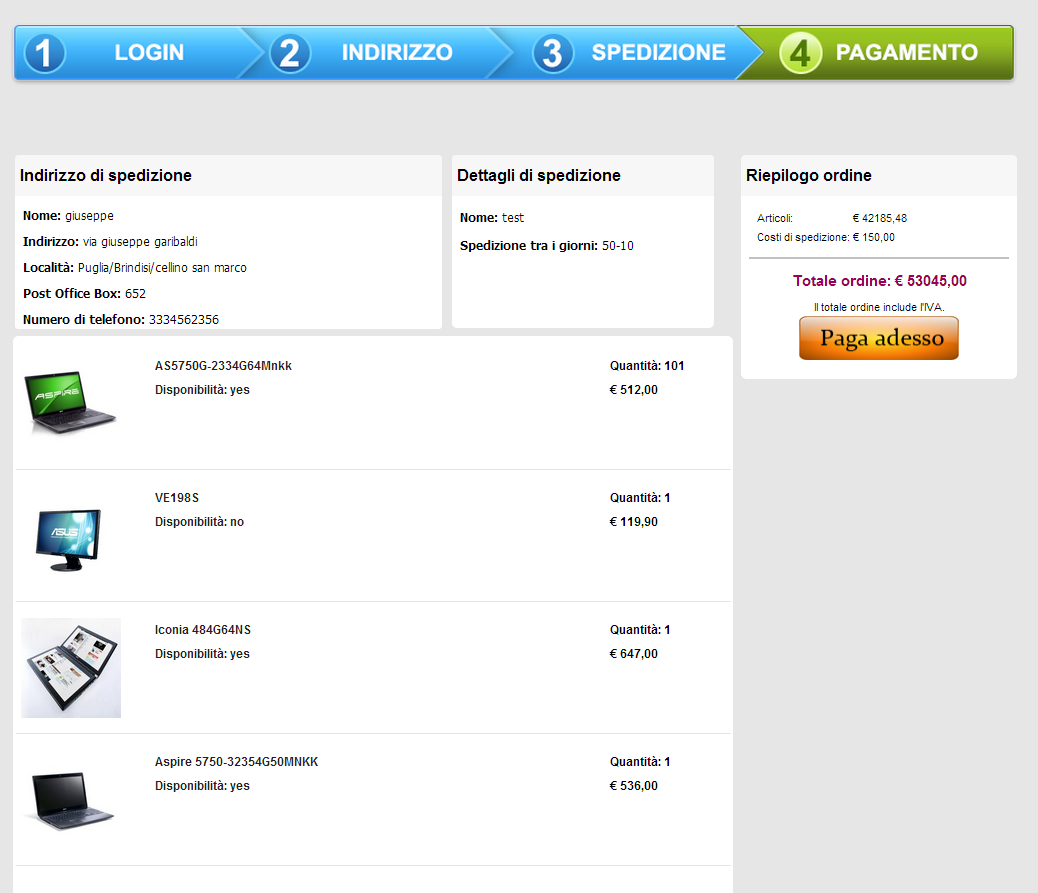 1 LOGIN 2 INDIRIZZO 3 SPEDIZIONE 4 PAGAMENTO
Indirizzo di spedizione
Nome: giuseppe
Indirizzo: via giuseppe garibaldi
Località: Puglia/Brindisi/cellino san marco
Post Office Box: 652
Numero di telefono: 3334562356
Dettagli di spedizione
Nome: test
Spedizione tra i giorni: 50-10
Riepilogo ordine
Articoli: € 42185,48
Costi di spedizione: € 150,00
Totale ordine: € 53045,00
Il totale ordine include l'IVA.
Paga adesso
ASPIRE
AS5750G-2334G64Mnkk
Disponibilità: yes
Quantità: 101
€ 512,00
ASUS
VE198S
Disponibilità: no
Quantità: 1
€ 119,90
Iconia 484G64NS
Disponibilità: yes
Quantità: 1
€ 647,00
Aspire 5750-32354G50MNKK
Disponibilità: yes
Quantità: 1
€ 536,00